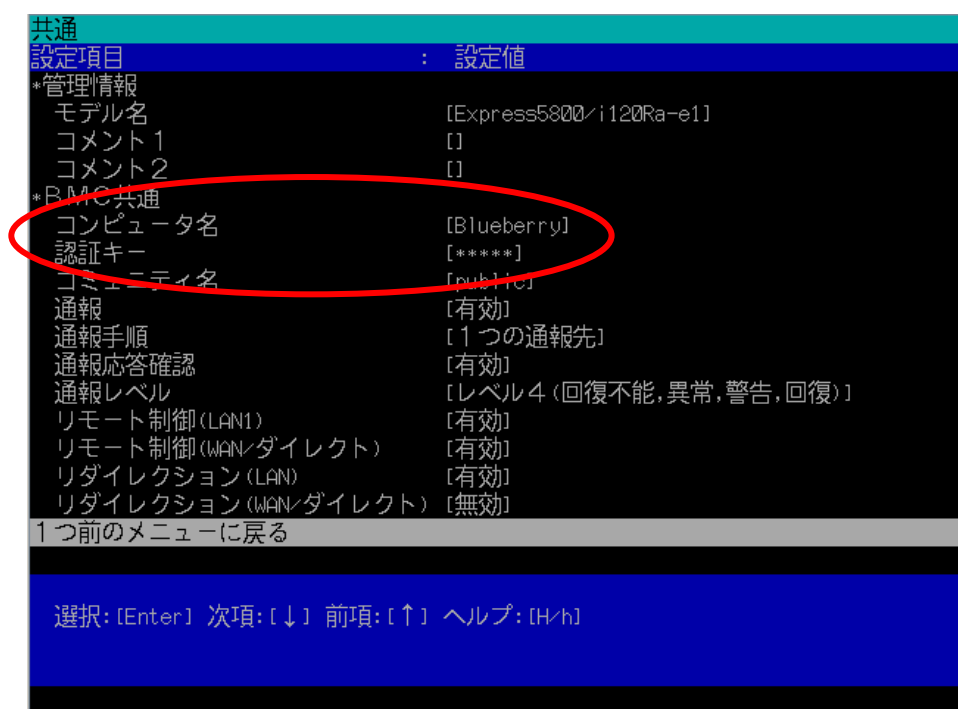 共通
設定項目 : 設定値
*管理情報
モデル名 [Express5800/i120Ra-e1]
コメント1 []
コメント2 []
*BMC共通
コンピュータ名 [Blueberry]
認証キー [*****]
コミュニティ名 [public]
通報 [有効]
通報手順 [1つの通報先]
通報応答確認 [有効]
通報レベル [レベル4(回復不能,異常,警告,回復)]
リモート制御(LAN1) [有効]
リモート制御(WAN/ダイレクト) [有効]
リダイレクション(LAN) [有効]
リダイレクション(WAN/ダイレクト) [無効]
1つ前のメニューに戻る
選択:[Enter] 次項:[↓] 前項:[↑] ヘルプ:[H/h]